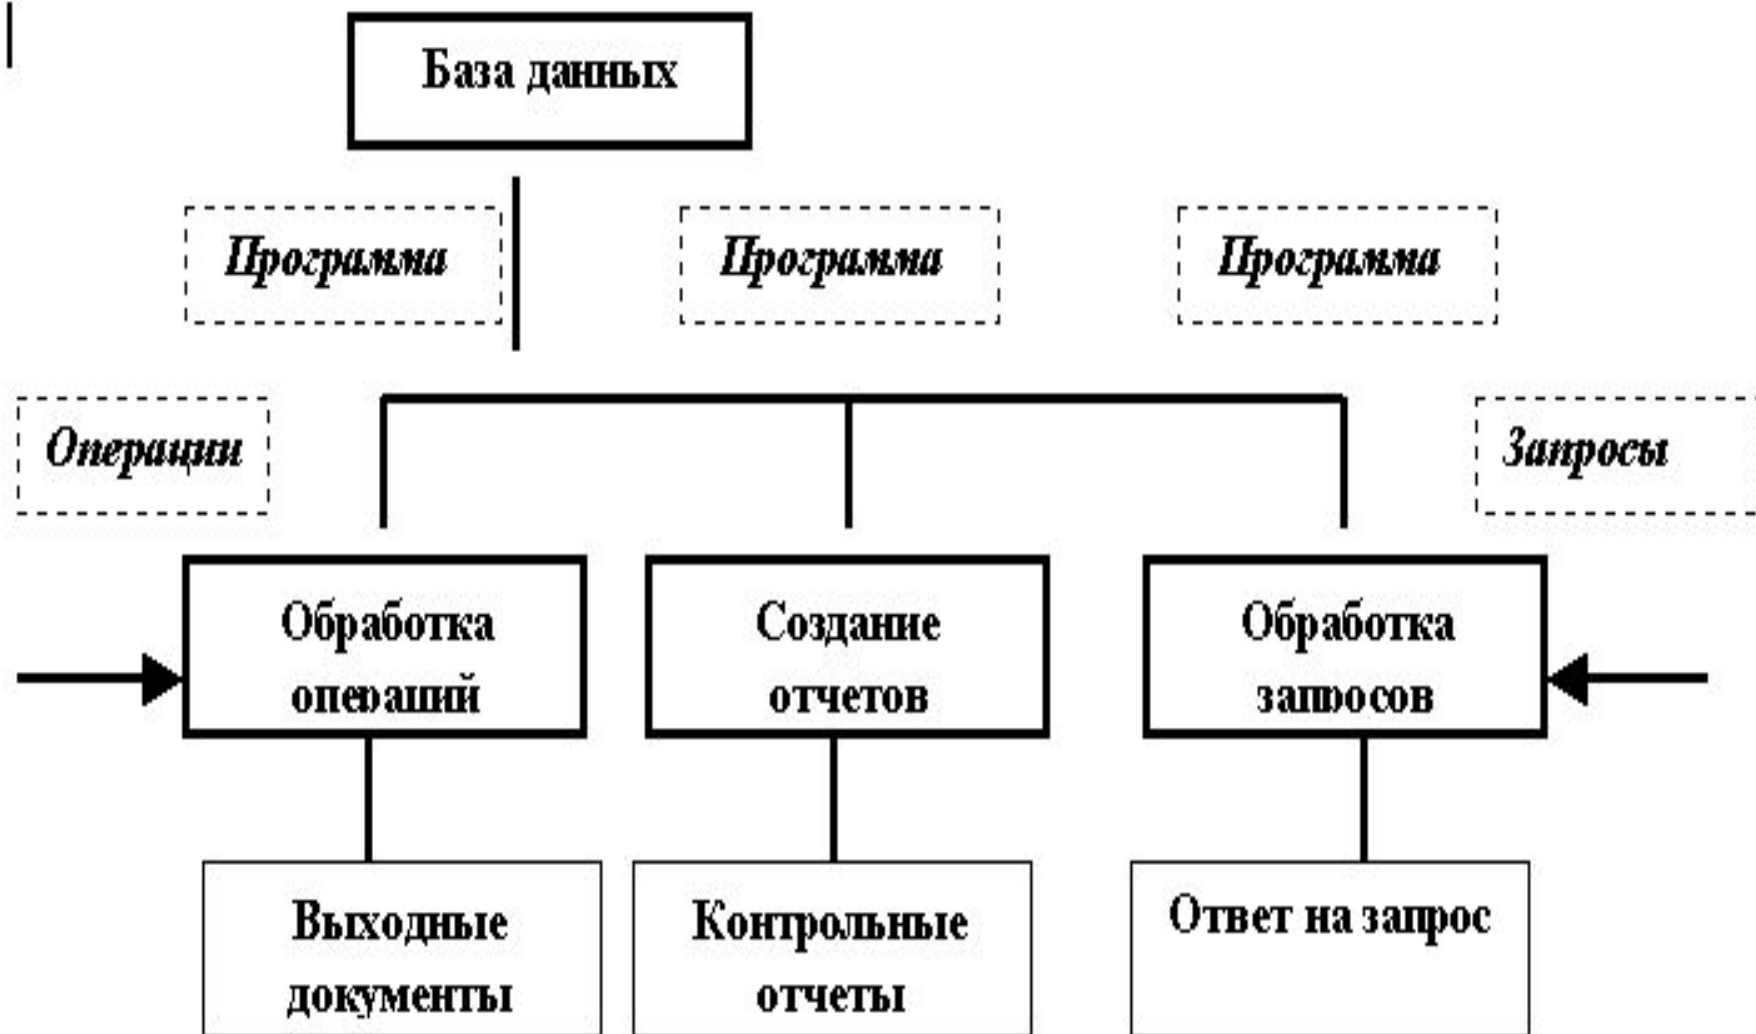 База данных
Программа
Программа
Программа
Операции
Запросы
Обработка
операций
Создание
отчетов
Обработка
запросов
Выходные
документы
Контрольные
отчеты
Ответ на запрос